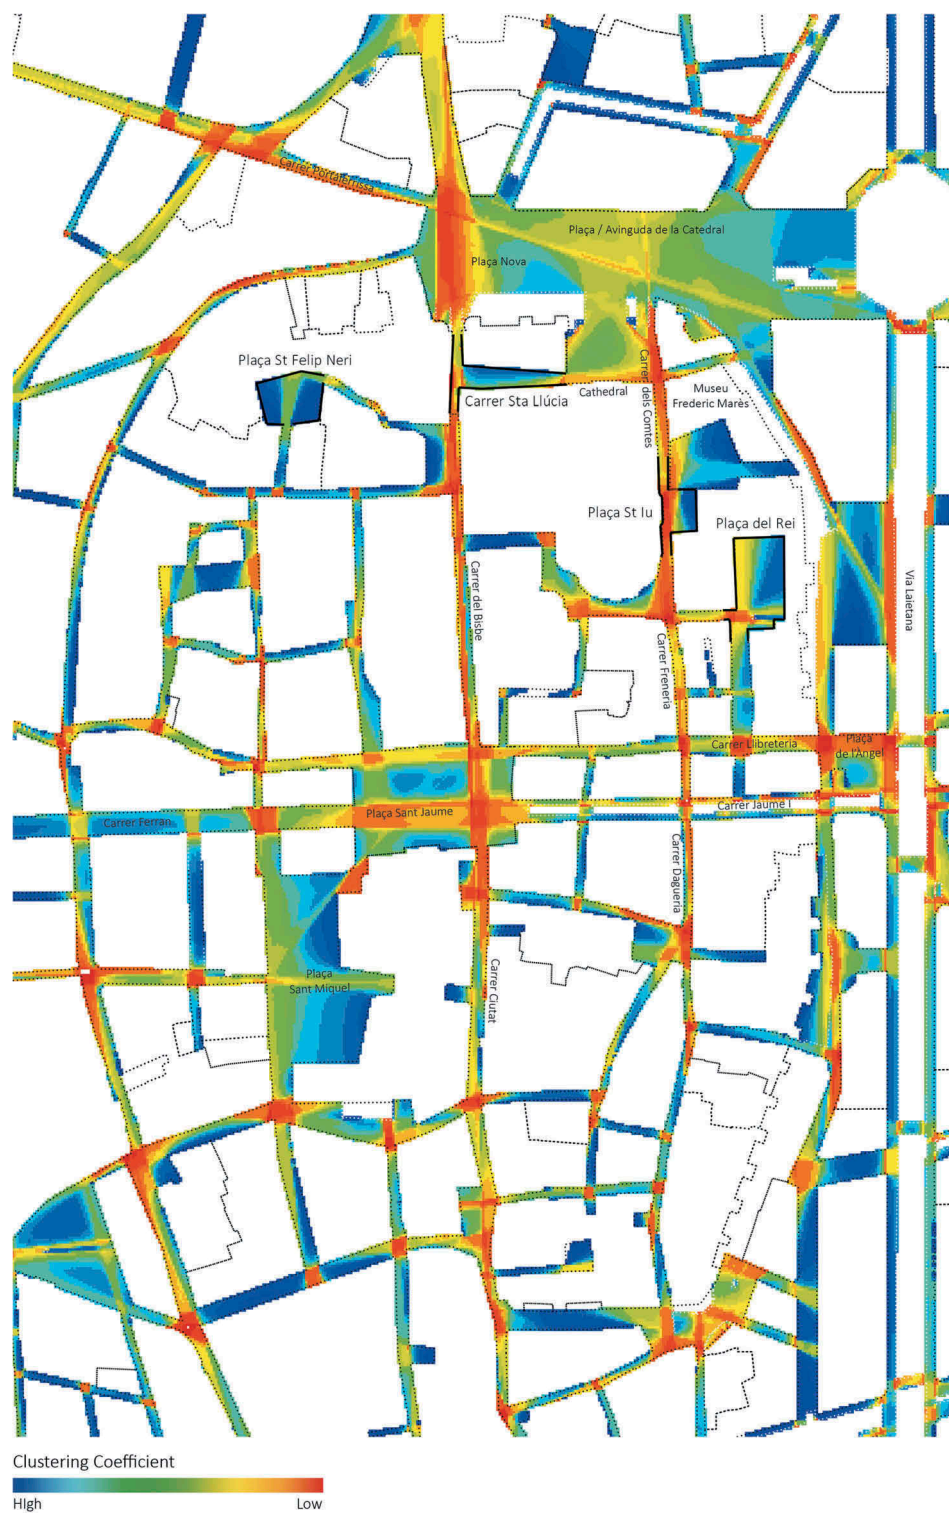 Carrer Portaferrissa
Plaça / Avinguda de la Catedral
Plaça Nova
Plaça St Felip Neri
Carrer dels Comtes
Cathedral
Museu
Frederic Marès
Carrer Sta Llúcia
Plaça St Iu
Plaça del Rei
Carrer del Bisbe
Via Laietana
Carrer Freneria
Carrer Llibreteria
Plaça
de l'Àngel
Carrer Jaume I
Plaça Sant Jaume
Carrer Ferran
Carrer Dagueria
Plaça
Sant Miquel
Carrer Ciutat
Clustering Coefficient
High
Low